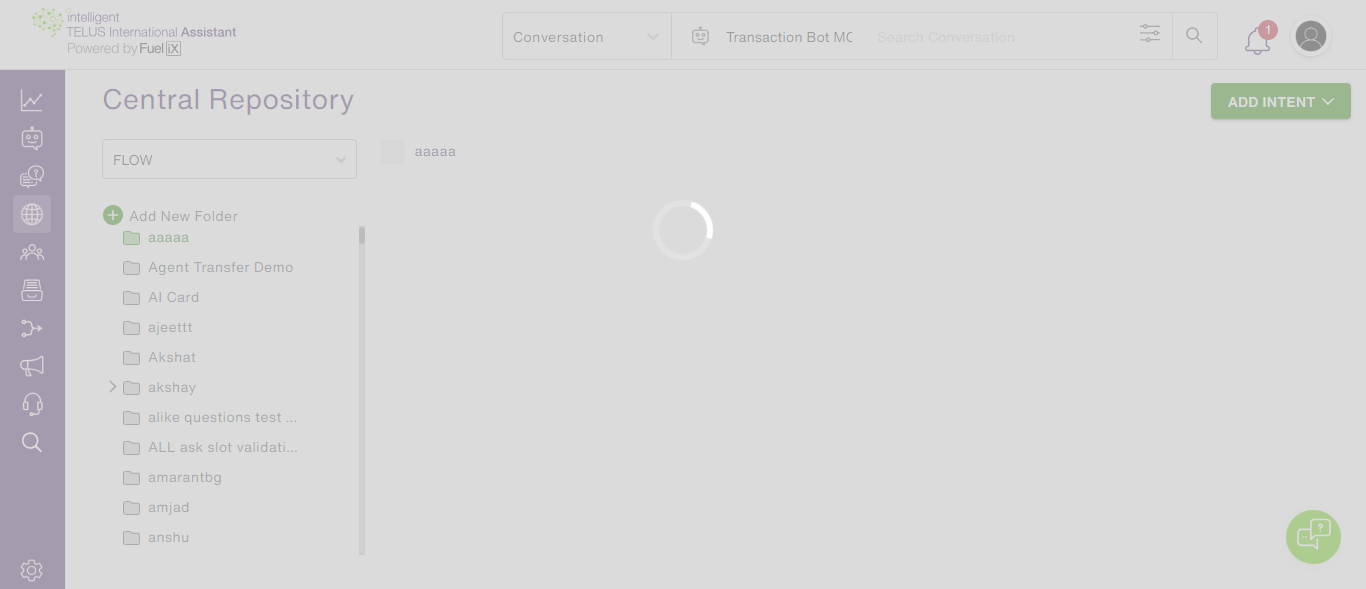 intelligent
TELUS International Assistant
Powered by Fuel iX
Conversation
Transaction Bot MC
Search Conversation
1
Central Repository
ADD INTENT
FLOW
aaaaa
Add New Folder
aaaaa
Agent Transfer Demo
AI Card
ajeettt
Akshat
akshay
alike questions test ...
ALL ask slot validati...
amarantbg
amjad
anshu